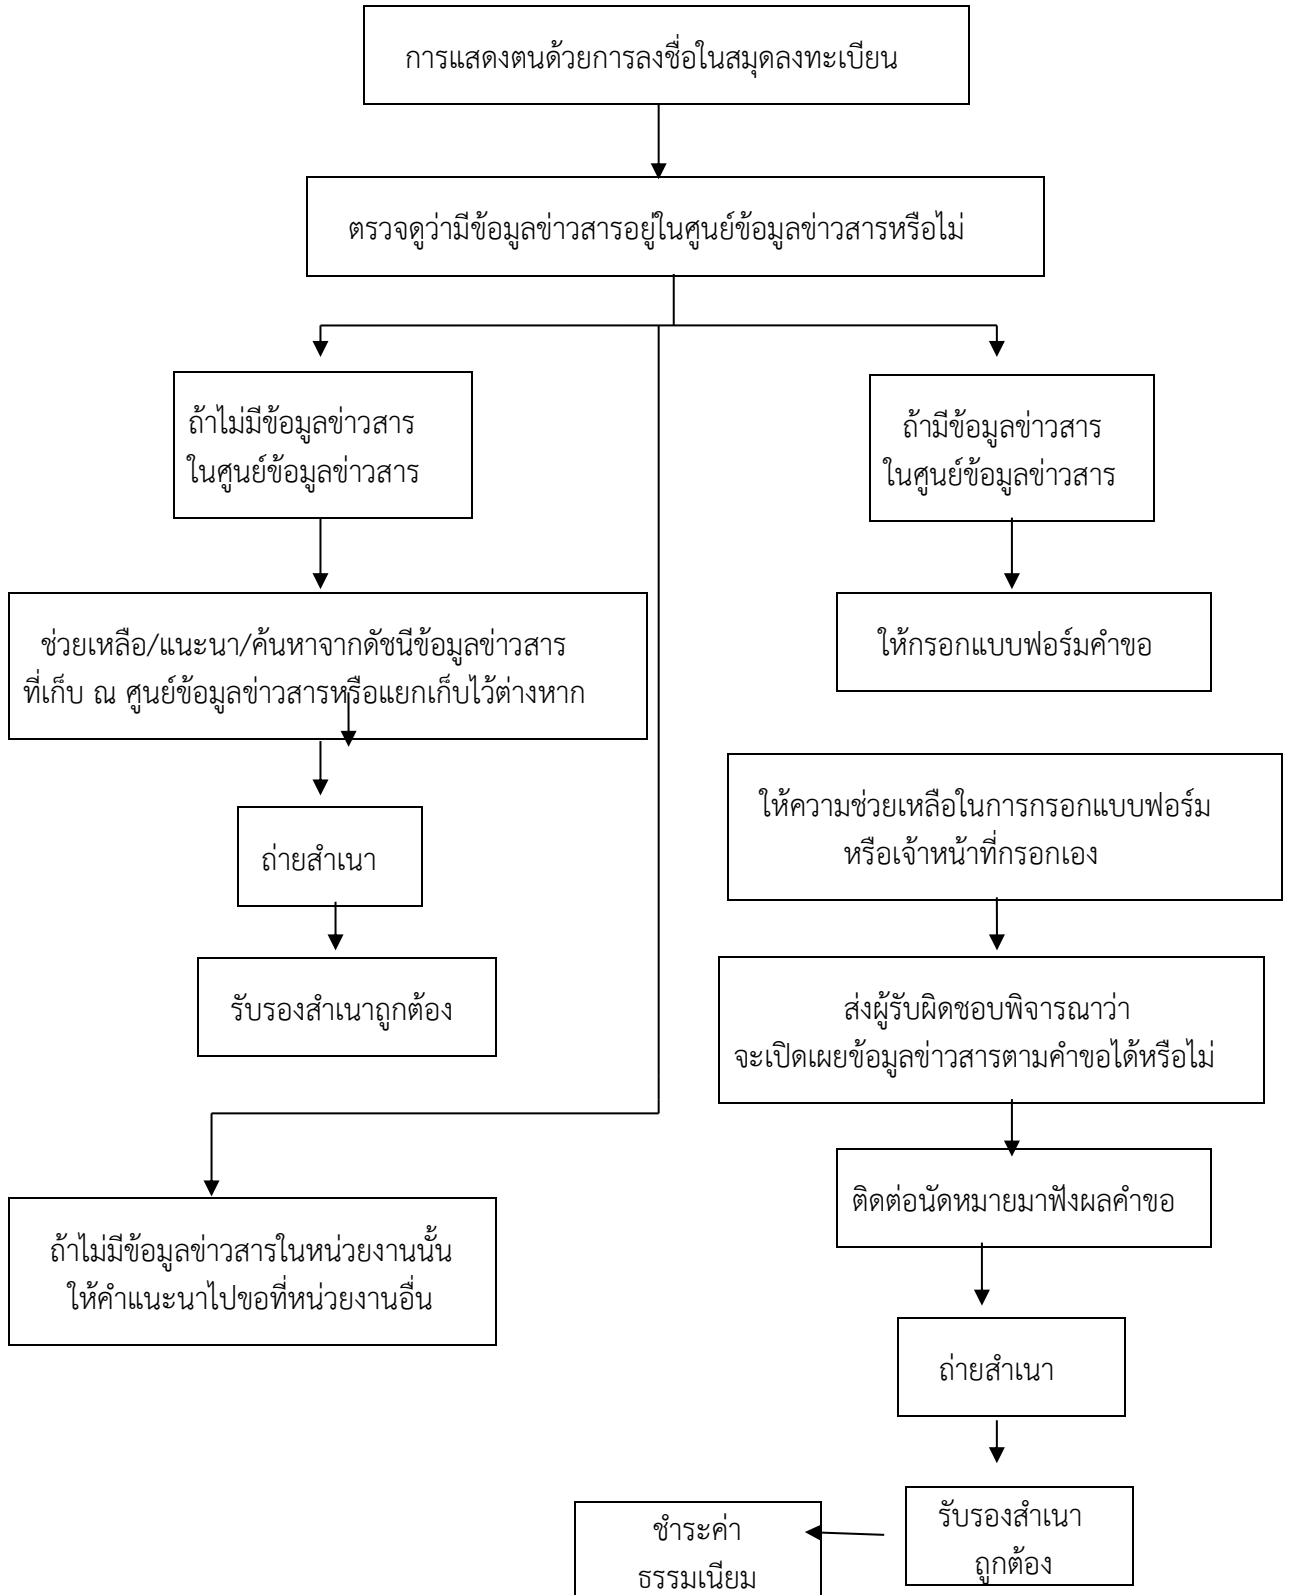 การแสดงตนด้วยการลงชื่อในสมุดลงทะเบียน
ตรวจดูว่ามีข้อมูลข่าวสารอยู่ในศูนย์ข้อมูลข่าวสารหรือไม่
ถ้าไม่มีข้อมูลข่าวสาร
ในศูนย์ข้อมูลข่าวสาร
ถ้ามีข้อมูลข่าวสาร
ในศูนย์ข้อมูลข่าวสาร
ช่วยเหลือ/แนะนา/ค้นหาจากดัชนีข้อมูลข่าวสาร
ที่เก็บ ณ ศูนย์ข้อมูลข่าวสารหรือแยกเก็บไว้ต่างหาก
ให้กรอกแบบฟอร์มคำขอ
ถ่ายสำเนา
รับรองสำเนาถูกต้อง
ให้ความช่วยเหลือในการกรอกแบบฟอร์ม
หรือเจ้าหน้าที่กรอกเอง
ส่งผู้รับผิดชอบพิจารณาว่า
จะเปิดเผยข้อมูลข่าวสารตามคำขอได้หรือไม่
ติดต่อนัดหมายมาฟังผลคำขอ
ถ้าไม่มีข้อมูลข่าวสารในหน่วยงานนั้น
ให้คำแนะนาไปขอที่หน่วยงานอื่น
ถ่ายสำเนา
รับรองสำเนา
ถูกต้อง
ชำระค่า
ธรรมเนียม